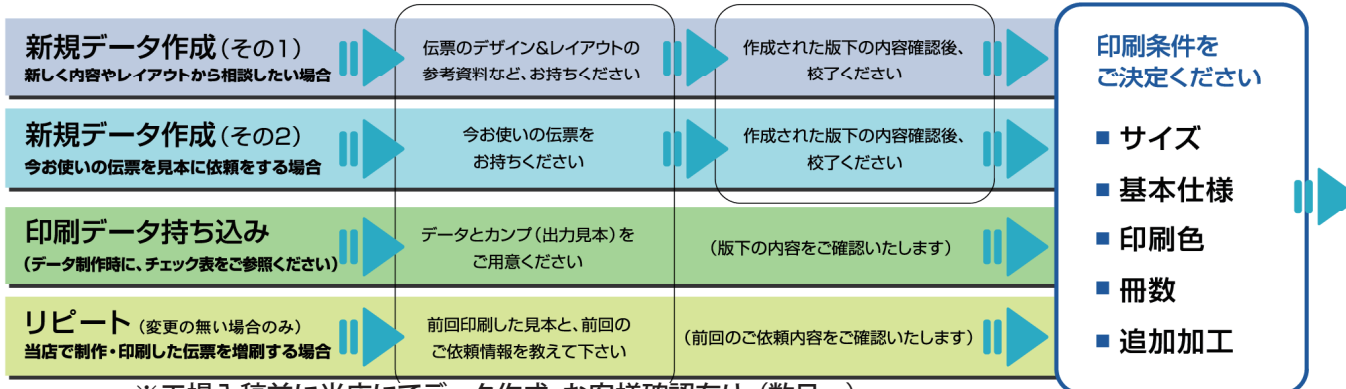 新規データ作成（その1）
新しく内容やレイアウトから相談したい場合
伝票のデザイン&レイアウトの
参考資料など、お持ちください
作成された版下の内容確認後、
校了ください
新規データ作成（その2）
今お使いの伝票を見本に依頼をする場合
今お使いの伝票を
お持ちください
作成された版下の内容確認後、
校了ください
印刷データ持ち込み
（データ制作時に、チェック表をご参照ください）
データとカンプ（出力見本）を
ご用意ください
（版下の内容をご確認いたします）
リピート（変更の無い場合のみ）
当店で制作・印刷した伝票を増刷する場合
前回印刷した見本と、前回の
ご依頼情報を教えて下さい
（前回のご依頼内容をご確認いたします）
印刷条件を
ご決定ください
■ サイズ
■ 基本仕様
■ 印刷色
■ 冊数
■ 追加加工